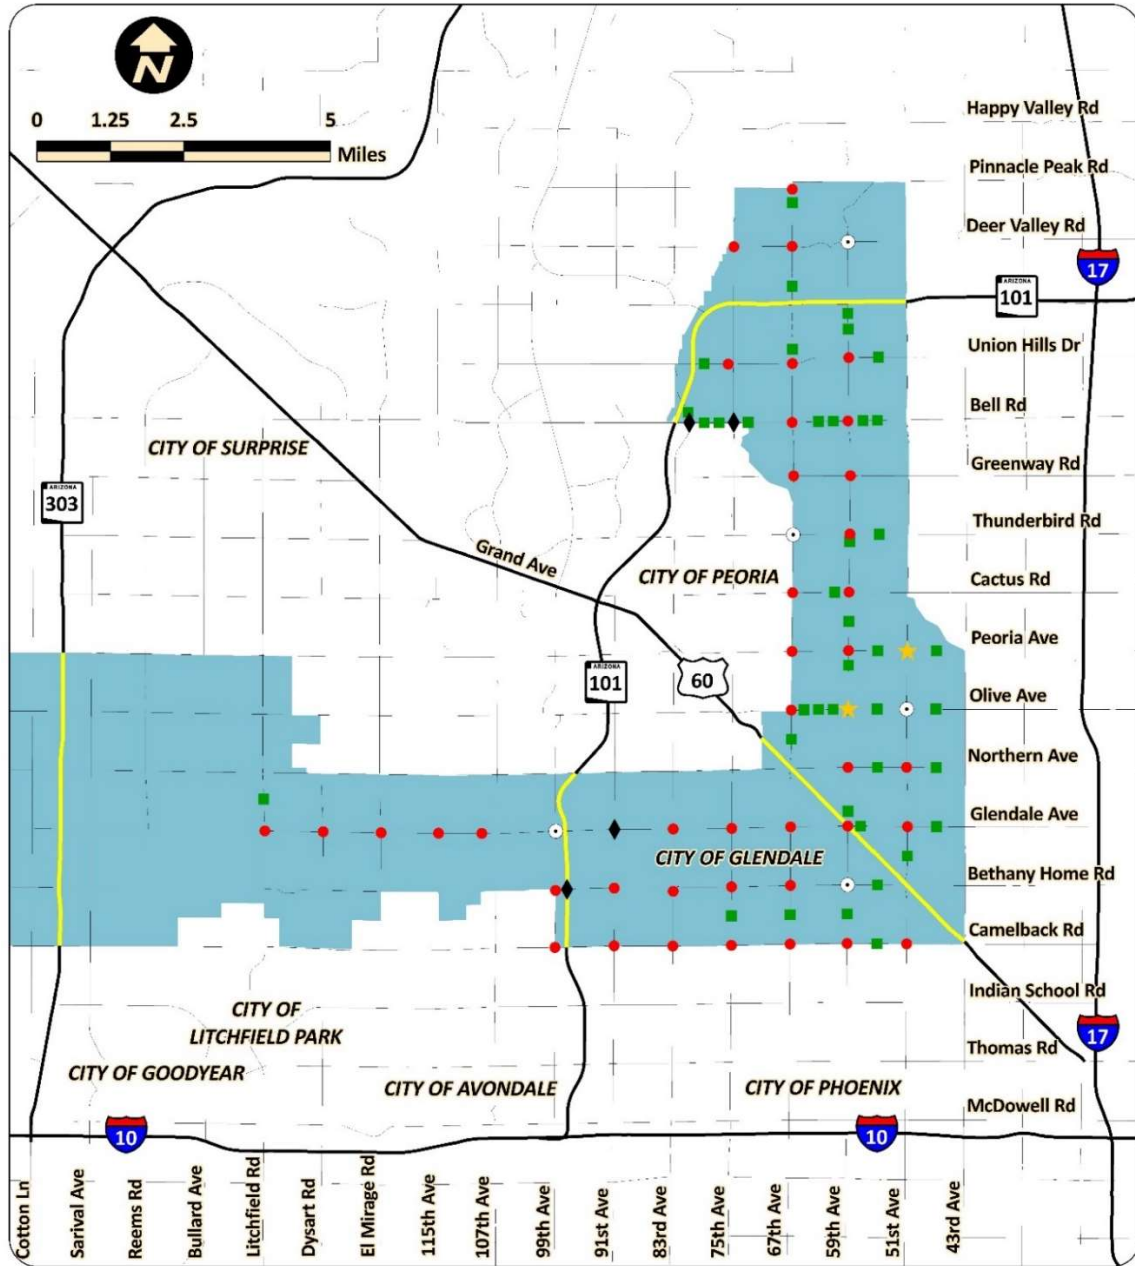 N
0 1.25 2.5 5
Miles
Happy Valley Rd
Pinnacle Peak Rd
Deer Valley Rd
17
ARIZONA
101
Union Hills Dr
Bell Rd
CITY OF SURPRISE
Greenway Rd
ARIZONA
303
Thunderbird Rd
Grand Ave
CITY OF PEORIA
Cactus Rd
Peoria Ave
ARIZONA
101
60
Olive Ave
Northern Ave
Glendale Ave
CITY OF GLENDALE
Bethany Home Rd
Camelback Rd
Indian School Rd
CITY OF
LITCHFIELD PARK
17
Thomas Rd
CITY OF GOODYEAR
CITY OF AVONDALE
CITY OF PHOENIX
McDowell Rd
10
10
Cotton Ln
Sarival Ave
Reems Rd
Bullard Ave
Litchfield Rd
Dysart Rd
El Mirage Rd
115th Ave
107th Ave
99th Ave
91st Ave
83rd Ave
75th Ave
67th Ave
59th Ave
51st Ave
43rd Ave